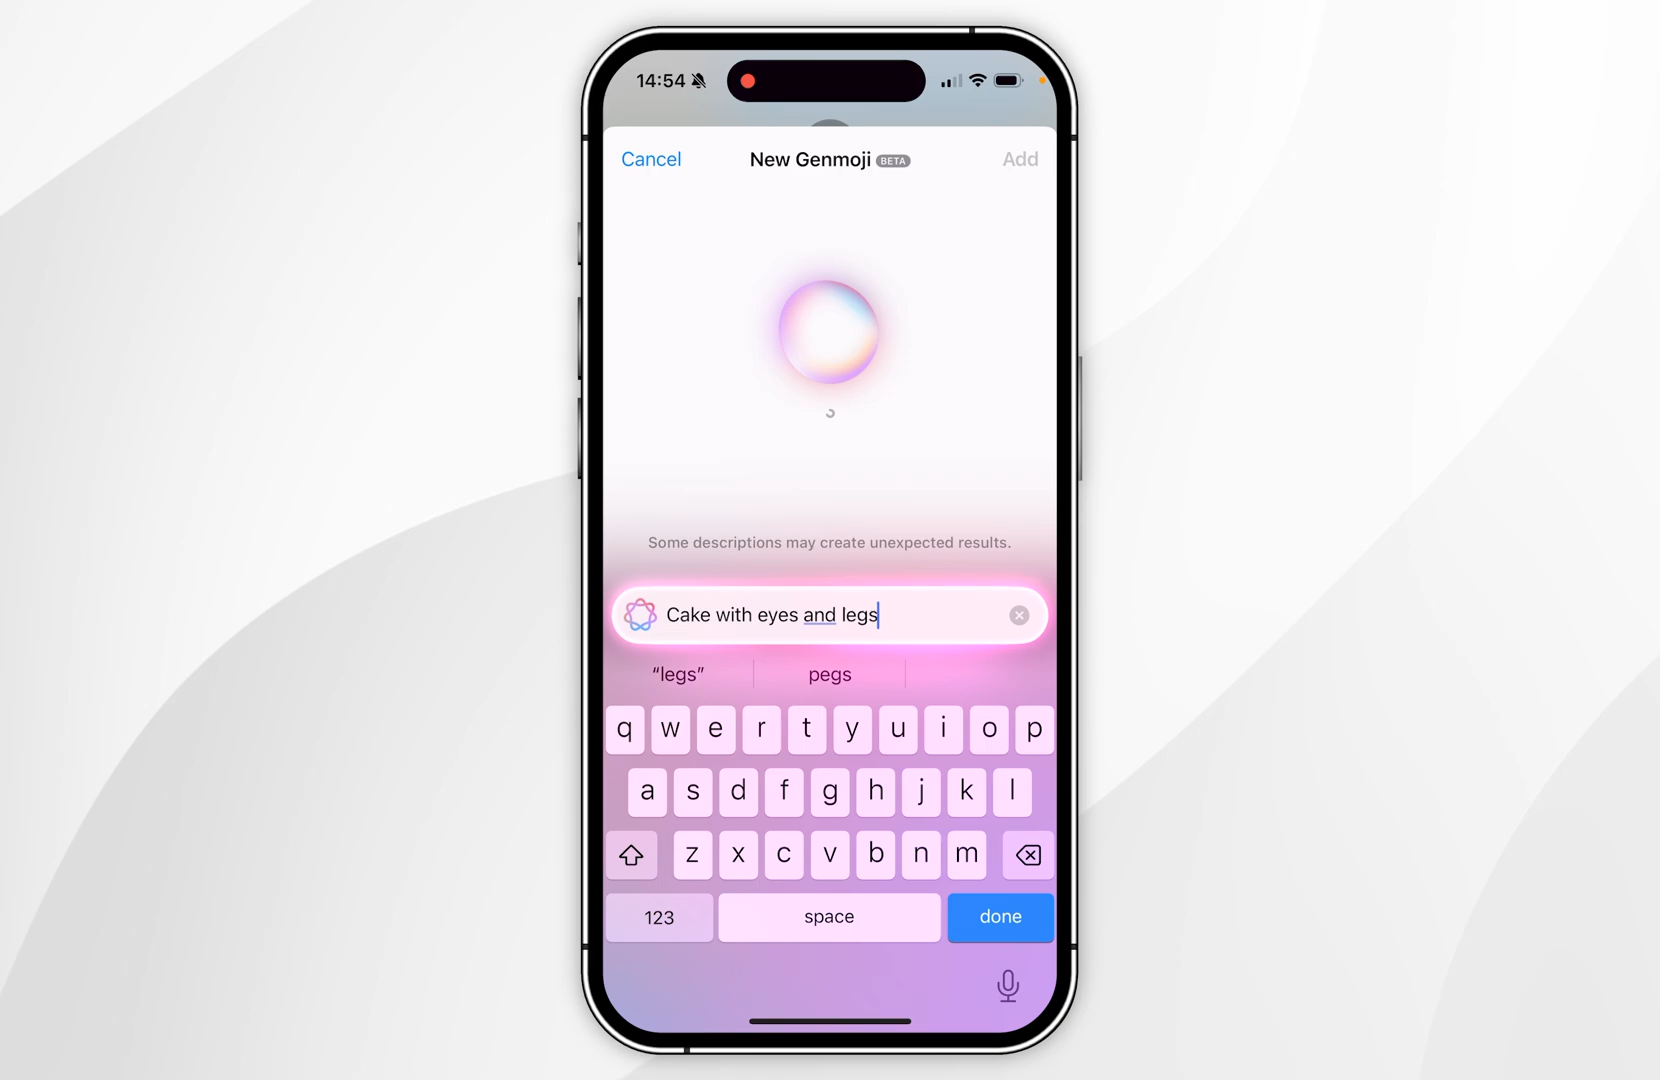 14:54
Cancel New Genmoji BETA Add
Some descriptions may create unexpected results.
Cake with eyes and legs
“legs” pegs
q w e r t y u i o p
a s d f g h j k l
z x c v b n m
123 space done